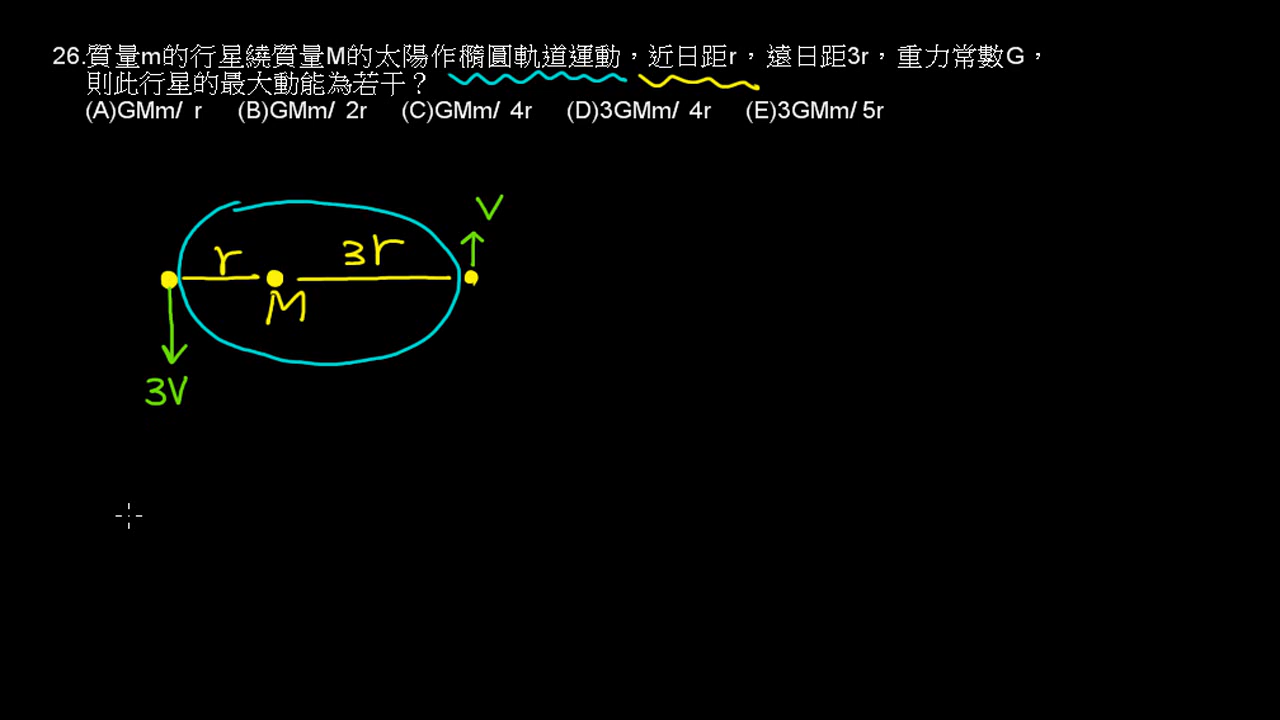 26.質量m的行星繞質量M的太陽作橢圓軌道運動，近日距r，遠日距3r，重力常數G，
則此行星的最大動能為若干？
(A)GMm/ r (B)GMm/ 2r (C)GMm/ 4r (D)3GMm/ 4r (E)3GMm/ 5r
V
r 3r
M
3V